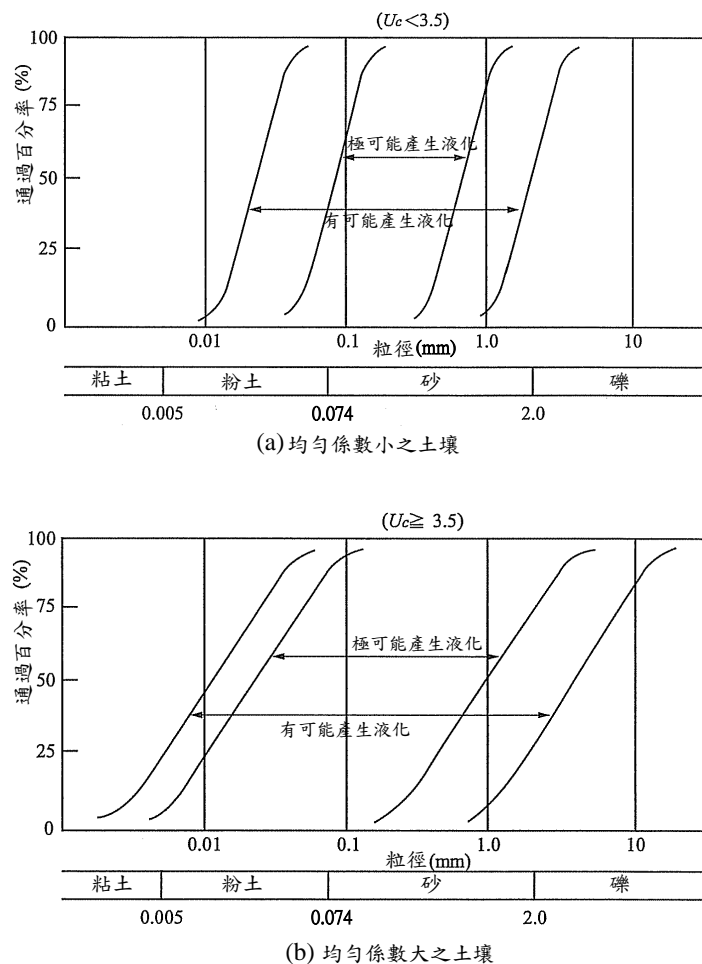 (Uc<3.5)
通過百分率(%)
100
75
50
25
0
極可能產生液化
有可能產生液化
0.01
0.1
1.0
10
粒徑(mm)
粘土
粉土
砂
礫
0.005
0.074
2.0
(a) 均勻係數小之土壤
(Uc≧ 3.5)
通過百分率(%)
100
75
50
25
0
極可能產生液化
有可能產生液化
0.01
0.1
1.0
10
粒徑(mm)
粘土
粉土
砂
礫
0.005
0.074
2.0
(b) 均勻係數大之土壤